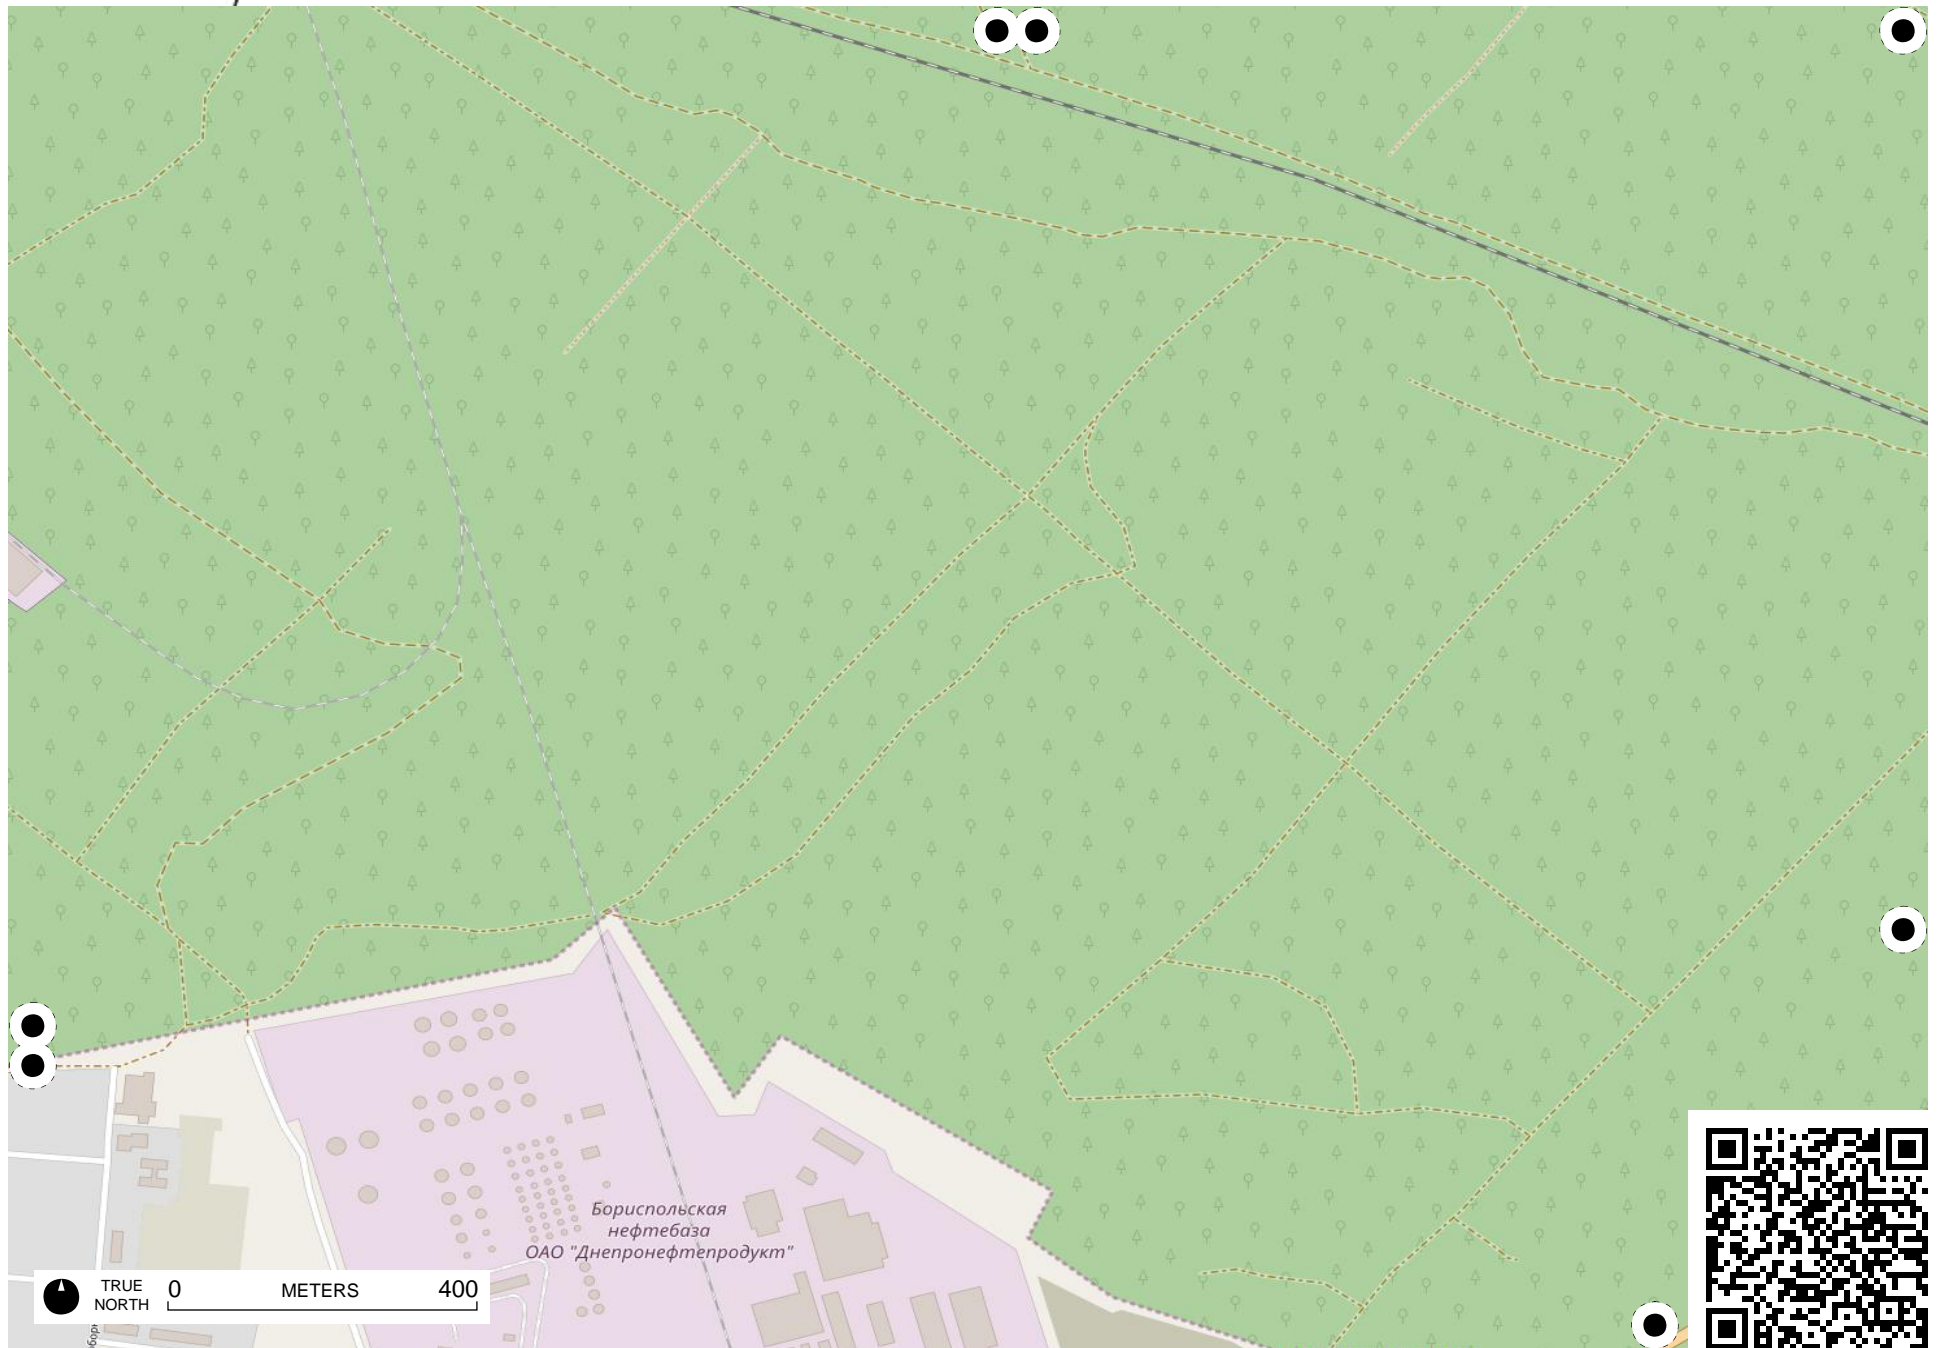 Бориспольская
нефтебаза
ОАО "Днепронефтепродукт"
TRUE
NORTH
0 METERS 400